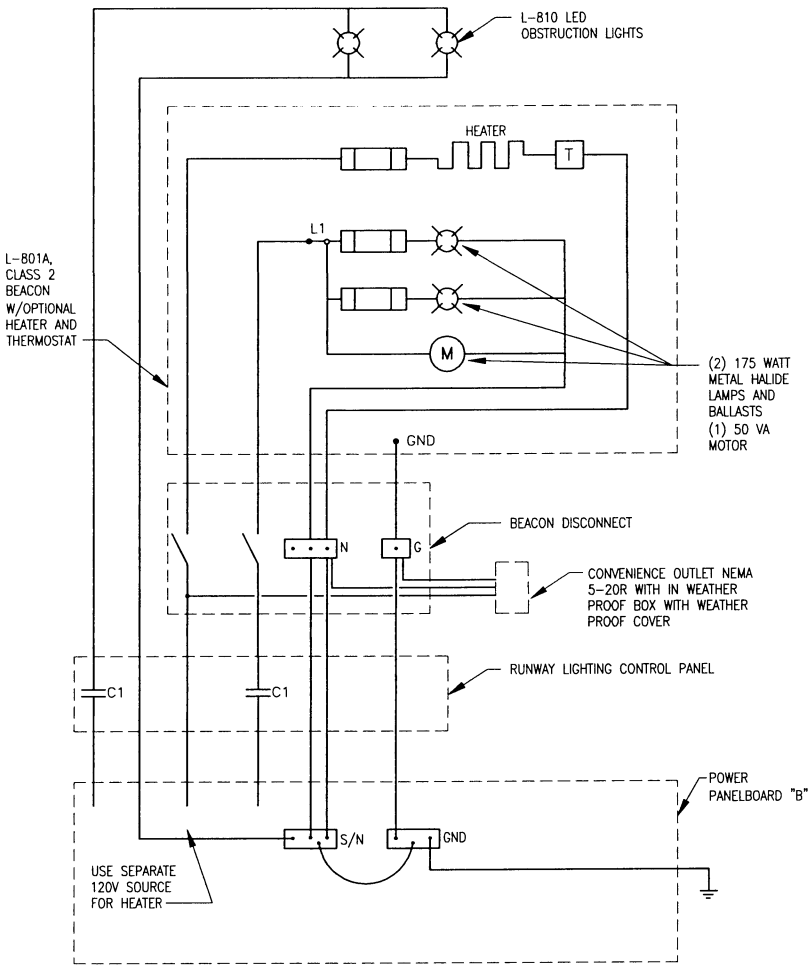 L-810 LED
OBSTRUCTION LIGHTS
HEATER
T
L1
L-801A,
CLASS 2
BEACON
W/OPTIONAL
HEATER AND
THERMOSTAT
M
(2) 175 WATT
METAL HALIDE
LAMPS AND
BALLASTS
(1) 50 VA
MOTOR
GND
BEACON DISCONNECT
N
G
CONVENIENCE OUTLET NEMA
5-20R WITH IN WEATHER
PROOF BOX WITH WEATHER
PROOF COVER
RUNWAY LIGHTING CONTROL PANEL
C1
C1
POWER
PANELBOARD "B"
S/N
GND
USE SEPARATE
120V SOURCE
FOR HEATER